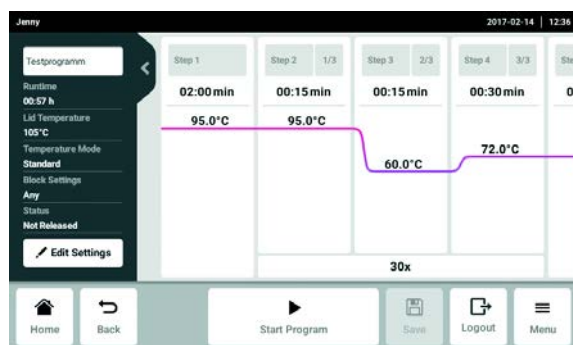 Jenny
2017-02-14 | 12:36
Testprogramm
Runtime
00:57 h
Lid Temperature
105°C
Temperature Mode
Standard
Block Settings
Any
Status
Not Released
Edit Settings
Step 1
02:00 min
95.0°C
Step 2 1/3
00:15 min
95.0°C
Step 3 2/3
00:15 min
60.0°C
Step 4 3/3
00:30 min
72.0°C
30x
Home
Back
Start Program
Save
Logout
Menu